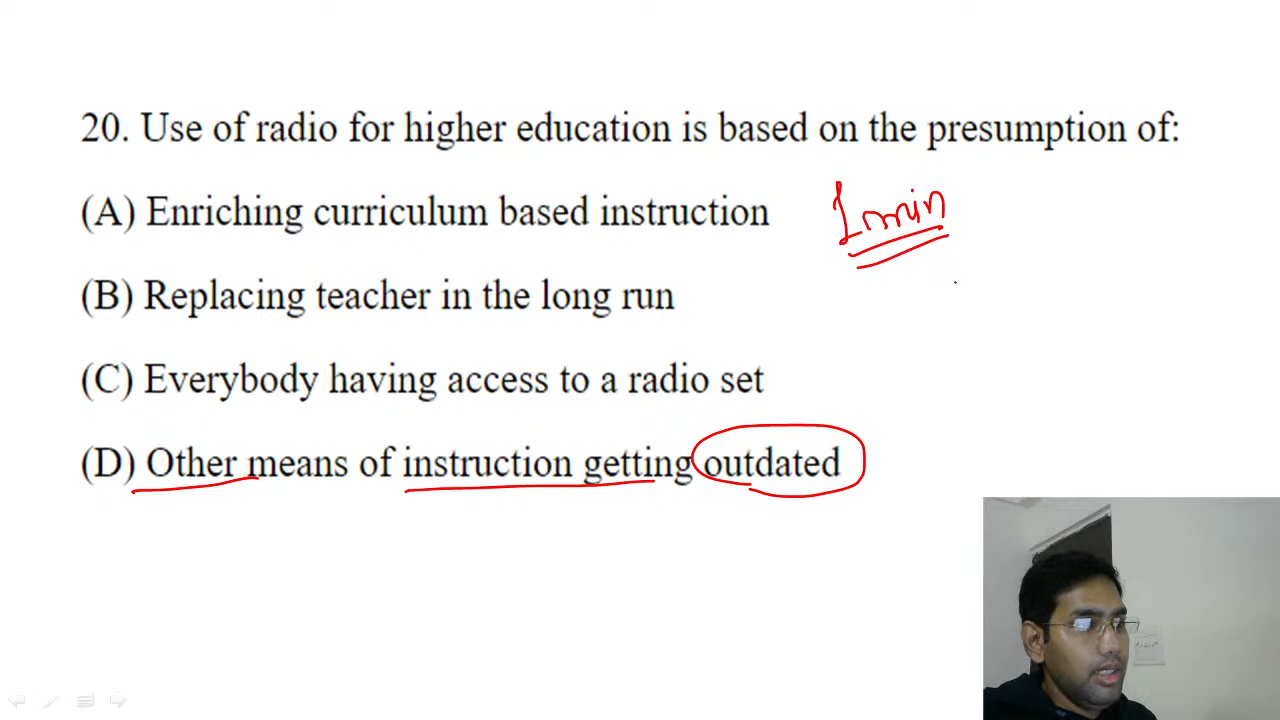 20. Use of radio for higher education is based on the presumption of:
(A) Enriching curriculum based instruction
1 min
(B) Replacing teacher in the long run
(C) Everybody having access to a radio set
(D) Other means of instruction getting outdated